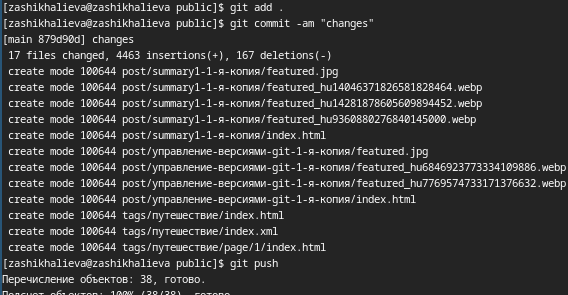 [zashikhalieva@zashikhalieva public]$ git add .
[zashikhalieva@zashikhalieva public]$ git commit -am "changes"
[main 879d90d] changes
17 files changed, 4463 insertions(+), 167 deletions(-)
create mode 100644 post/summary1-1-я-копия/featured.jpg
create mode 100644 post/summary1-1-я-копия/featured_hu14046371826581828464.webp
create mode 100644 post/summary1-1-я-копия/featured_hu14281878605609894452.webp
create mode 100644 post/summary1-1-я-копия/featured_hu9360880276840145000.webp
create mode 100644 post/summary1-1-я-копия/index.html
create mode 100644 post/управление-версиями-git-1-я-копия/featured.jpg
create mode 100644 post/управление-версиями-git-1-я-копия/featured_hu6846923773334109886.webp
create mode 100644 post/управление-версиями-git-1-я-копия/featured_hu7769574733171376632.webp
create mode 100644 post/управление-версиями-git-1-я-копия/index.html
create mode 100644 tags/путешествие/index.html
create mode 100644 tags/путешествие/index.xml
create mode 100644 tags/путешествие/page/1/index.html
[zashikhalieva@zashikhalieva public]$ git push
Перечисление объектов: 38, готово.
Подсчет объектов: 100% (38/38), готово.